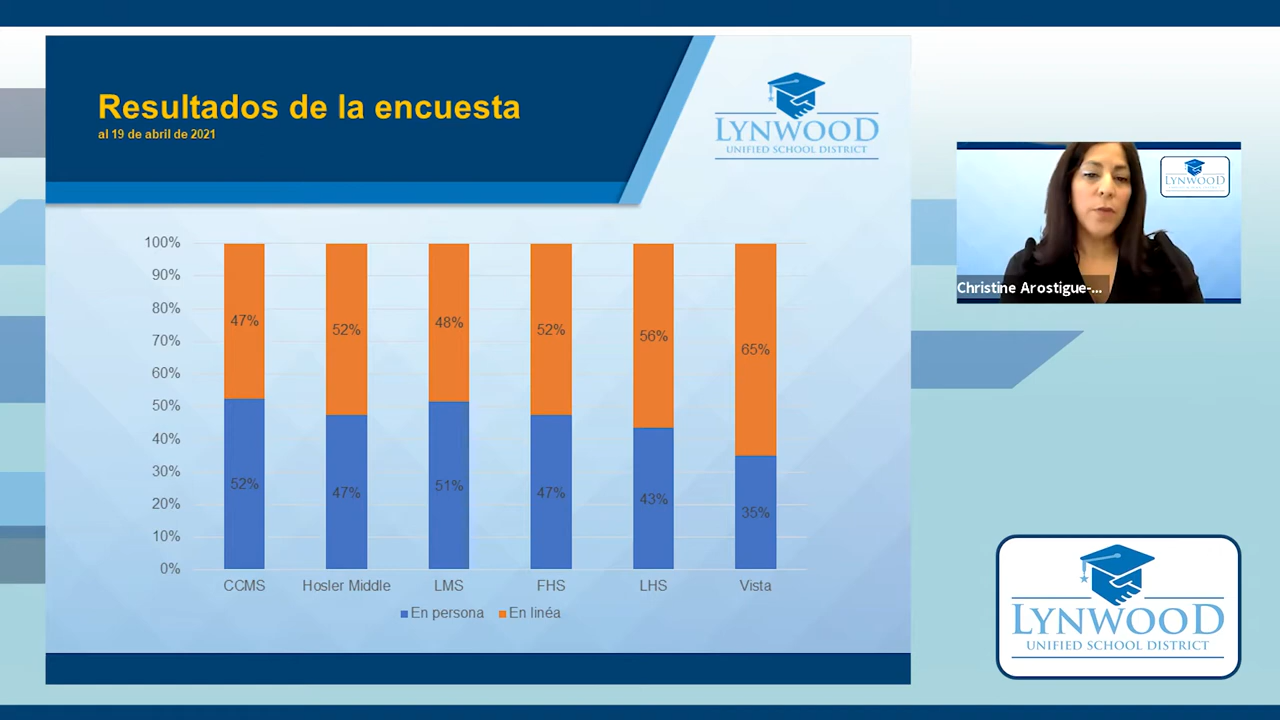 Resultados de la encuesta
al 19 de abril de 2021
LYNWOOD
UNIFIED SCHOOL DISTRICT
LYNWOOD
Christine Arostigue-...
100%
90%
80%
70%
60%
50%
40%
30%
20%
10%
0%
47% 52% 48% 52% 56% 65%
52% 47% 51% 47% 43% 35%
CCMS Hosler Middle LMS FHS LHS Vista
En persona En linéa
LYNWOOD
UNIFIED SCHOOL DISTRICT